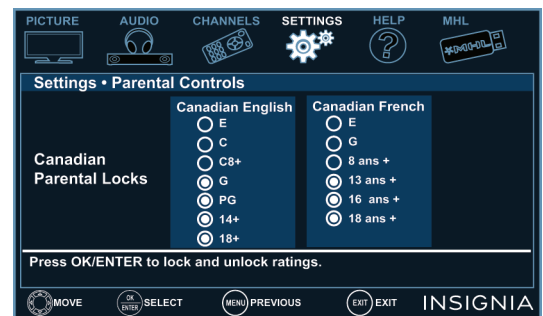 PICTURE AUDIO CHANNELS SETTINGS HELP MHL
MHL
Settings • Parental Controls
Canadian English
E
C
C8+
G
PG
14+
18+
Canadian French
E
G
8 ans +
13 ans +
16 ans +
18 ans +
Canadian
Parental Locks
Press OK/ENTER to lock and unlock ratings.
MOVE OK ENTER SELECT MENU PREVIOUS EXIT EXIT INSIGNIA